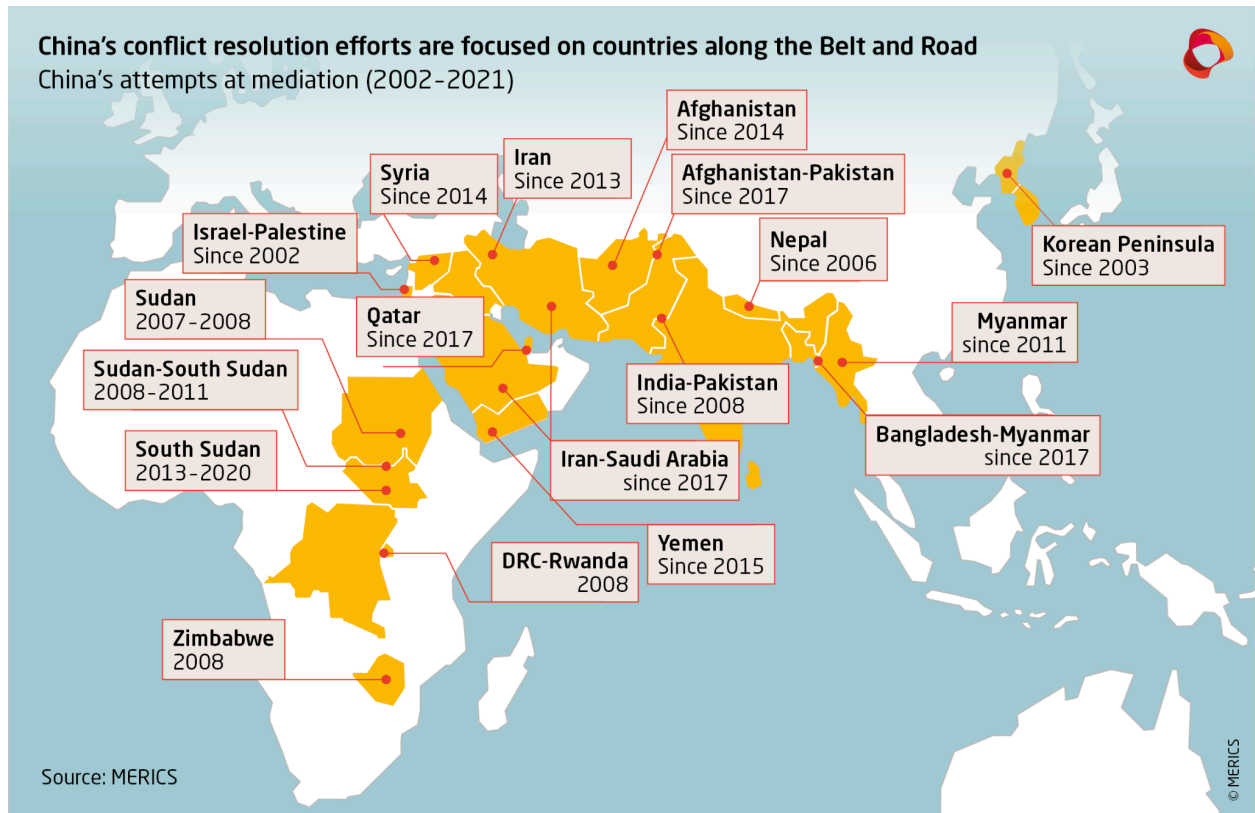 China's conflict resolution efforts are focused on countries along the Belt and Road
China's attempts at mediation (2002–2021)
Afghanistan
Since 2014
Iran
Since 2013
Syria
Since 2014
Afghanistan-Pakistan
Since 2017
Israel-Palestine
Since 2002
Nepal
Since 2006
Korean Peninsula
Since 2003
Sudan
2007–2008
Qatar
Since 2017
Myanmar
since 2011
Sudan-South Sudan
2008–2011
India-Pakistan
Since 2008
Bangladesh-Myanmar
since 2017
South Sudan
2013–2020
Iran-Saudi Arabia
since 2017
Yemen
Since 2015
DRC-Rwanda
2008
Zimbabwe
2008
Source: MERICS
© MERICS